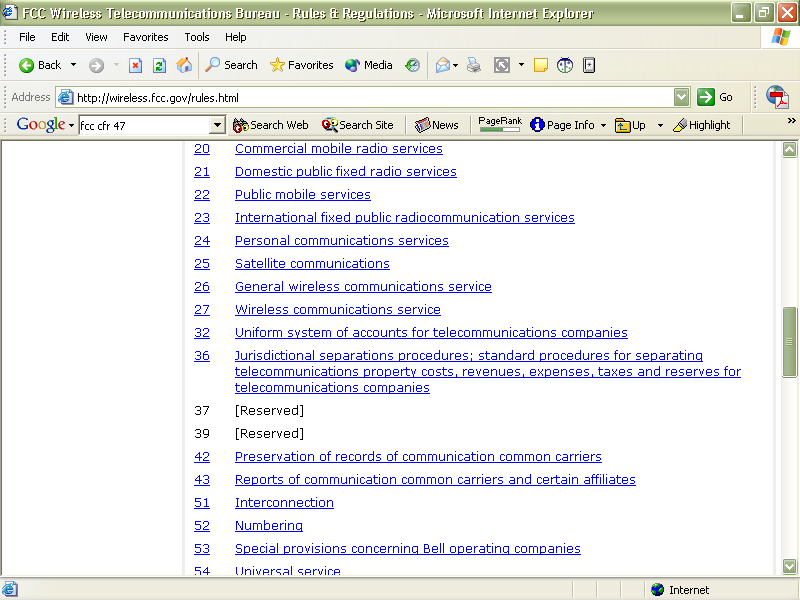 FCC Wireless Telecommunications Bureau - Rules & Regulations - Microsoft Internet Explorer
File Edit View Favorites Tools Help
Back Search Favorites Media
Address http://wireless.fcc.gov/rules.html Go
Google fcc cfr 47 Search Web Search Site News PageRank Page Info Up Highlight »
20 Commercial mobile radio services
21 Domestic public fixed radio services
22 Public mobile services
23 International fixed public radiocommunication services
24 Personal communications services
25 Satellite communications
26 General wireless communications service
27 Wireless communications service
32 Uniform system of accounts for telecommunications companies
36 Jurisdictional separations procedures; standard procedures for separating
telecommunications property costs, revenues, expenses, taxes and reserves for
telecommunications companies
37 [Reserved]
39 [Reserved]
42 Preservation of records of communication common carriers
43 Reports of communication common carriers and certain affiliates
51 Interconnection
52 Numbering
53 Special provisions concerning Bell operating companies
54 Universal service
Internet